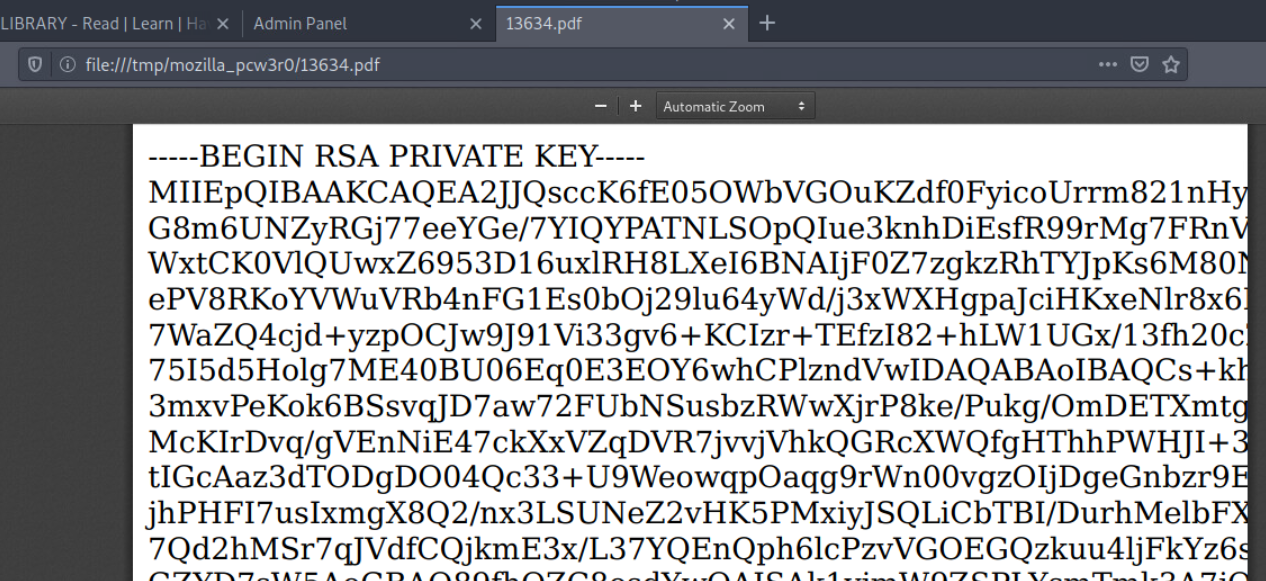 LIBRARY - Read | Learn | Ha
Admin Panel
13634.pdf
file:///tmp/mozilla_pcw3r0/13634.pdf
Automatic Zoom
-----BEGIN RSA PRIVATE KEY-----
MIIEpQIBAAKCAQEA2JJQsccK6fE05OWbVGOuKZdf0FyicoUrrm821nHy
G8m6UNZyRGj77eeYGe/7YIQYPATNLSOpQIue3knhDiEsfR99rMg7FRnV
WxtCK0VlQUwxZ6953D16uxlRH8LXeI6BNAIjF0Z7zgkzRhTYJpKs6M80N
ePV8RKoYVWuVRb4nFG1Es0bOj29lu64yWd/j3xWXHgpaJciHKxeNlr8x6
7WaZQ4cjd+yzpOCJw9J91Vi33gv6+KCIzr+TEfzI82+hLW1UGx/13fh20c
75I5d5Holg7ME40BU06Eq0E3EOY6whCPlzndVwIDAQABAoIBAQCs+kh
3mxvPeKok6BSsvqJD7aw72FUbNSusbzRWwXjrP8ke/Pukg/OmDETXmtg
McKIrDvq/gVEnNiE47ckXxVZqDVR7jvvjVhkQGRcXWQfgHThhPWHJI+3
tIGcAaz3dTODgDO04Qc33+U9WeowqpOaqg9rWn00vgzOIjDgeGnbzr9E
jhPHFI7usIxmgX8Q2/nx3LSUNeZ2vHK5PMxiyJSQLiCbTBI/DurhMelbFX
7Qd2hMSr7qJVdfCQjkmE3x/L37YQEnQph6lcPzvVGOEGQzkuu4ljFkYz6s